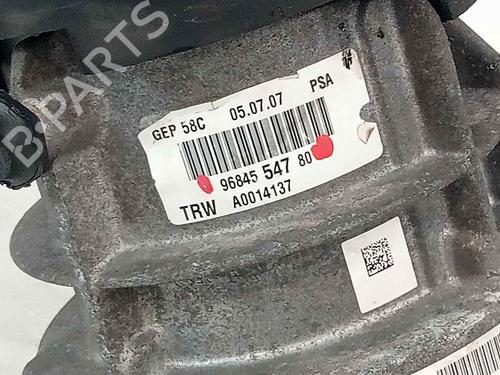 B-PARTS
GEP 58C 05.07.07 PSA
96845 547 80
TRW A0014137